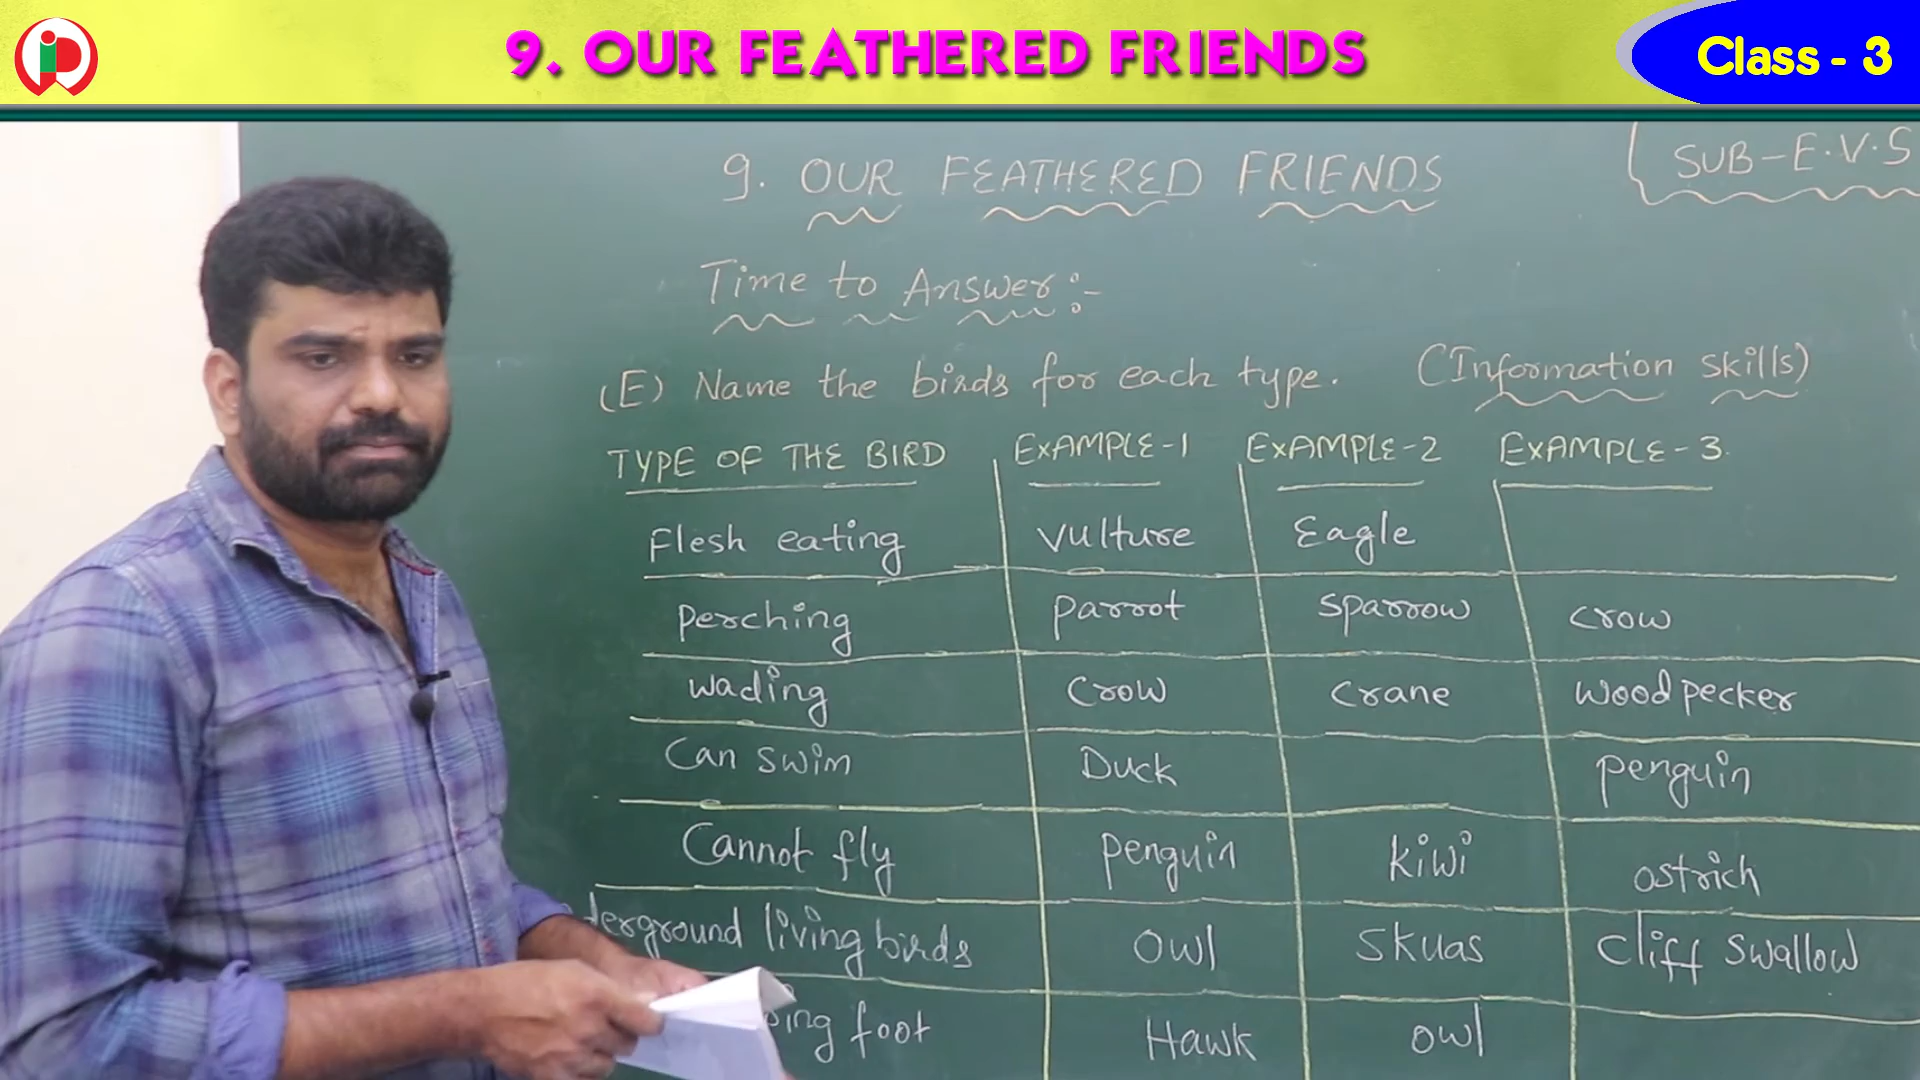 9. OUR FEATHERED FRIENDS
Class - 3
SUB-E.V.S
9. OUR FEATHERED FRIENDS
Time to Answer:-
(E) Name the birds for each type. (Information skills)
TYPE OF THE BIRD EXAMPLE-1 EXAMPLE-2 EXAMPLE-3
Flesh eating Vulture Eagle
Perching Parrot Sparrow Crow
Wading Crow Crane Woodpecker
Can swim Duck Penguin
Cannot fly Penguin Kiwi Ostrich
derground living birds Owl Skuas Cliff Swallow
ping foot Hawk Owl